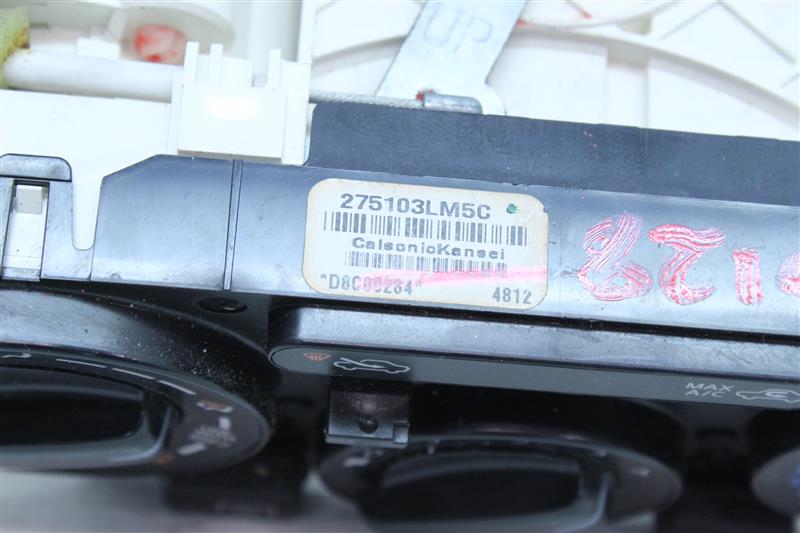 UP
275103LM5C
CalsonicKansei
*D8C00284*
4812
MAX
A/C